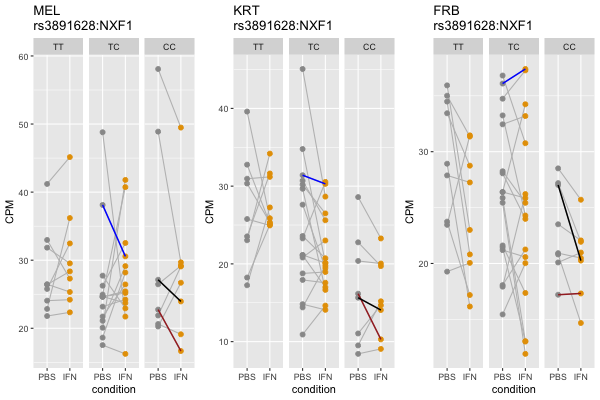 MEL
rs3891628:NXF1
TT TC CC
60
50
40
30
20
CPM
PBS IFN PBS IFN PBS IFN
condition
KRT
rs3891628:NXF1
TT TC CC
40
30
20
10
CPM
PBS IFN PBS IFN PBS IFN
condition
FRB
rs3891628:NXF1
TT TC CC
30
20
CPM
PBS IFN PBS IFN PBS IFN
condition